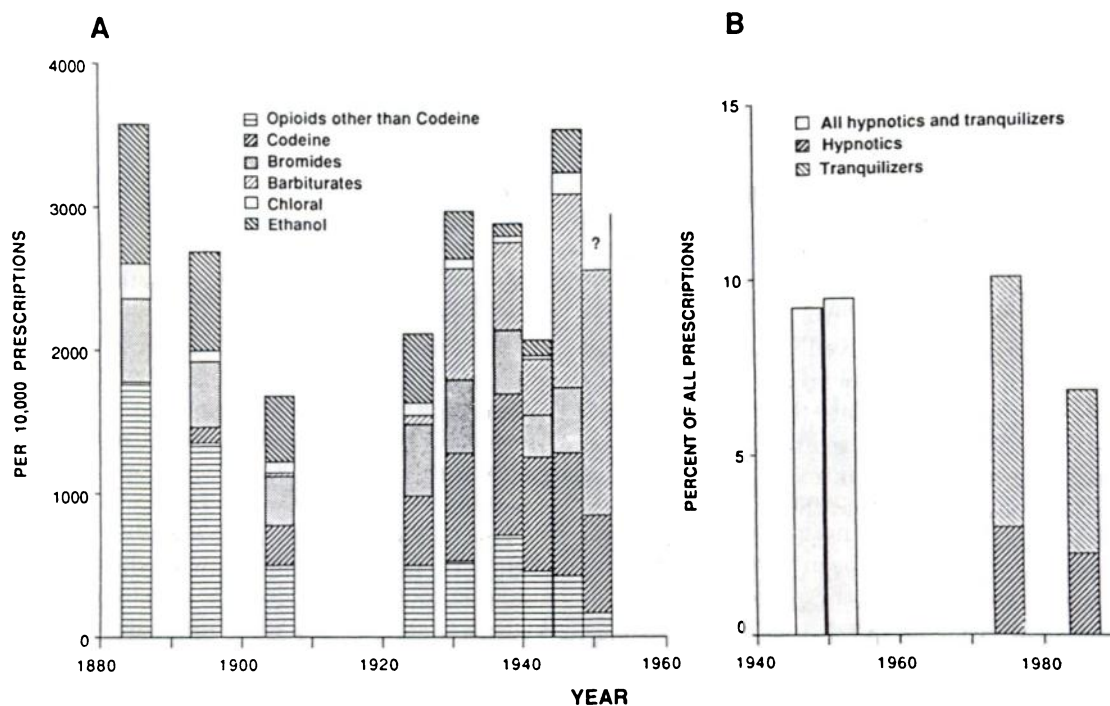 A
PER 10,000 PRESCRIPTIONS
4000
3000
2000
1000
0
Opioids other than Codeine
Codeine
Bromides
Barbiturates
Chloral
Ethanol
?
1880
1900
1920
1940
1960
B
PERCENT OF ALL PRESCRIPTIONS
15
10
5
0
All hypnotics and tranquilizers
Hypnotics
Tranquilizers
1940
1960
1980
YEAR